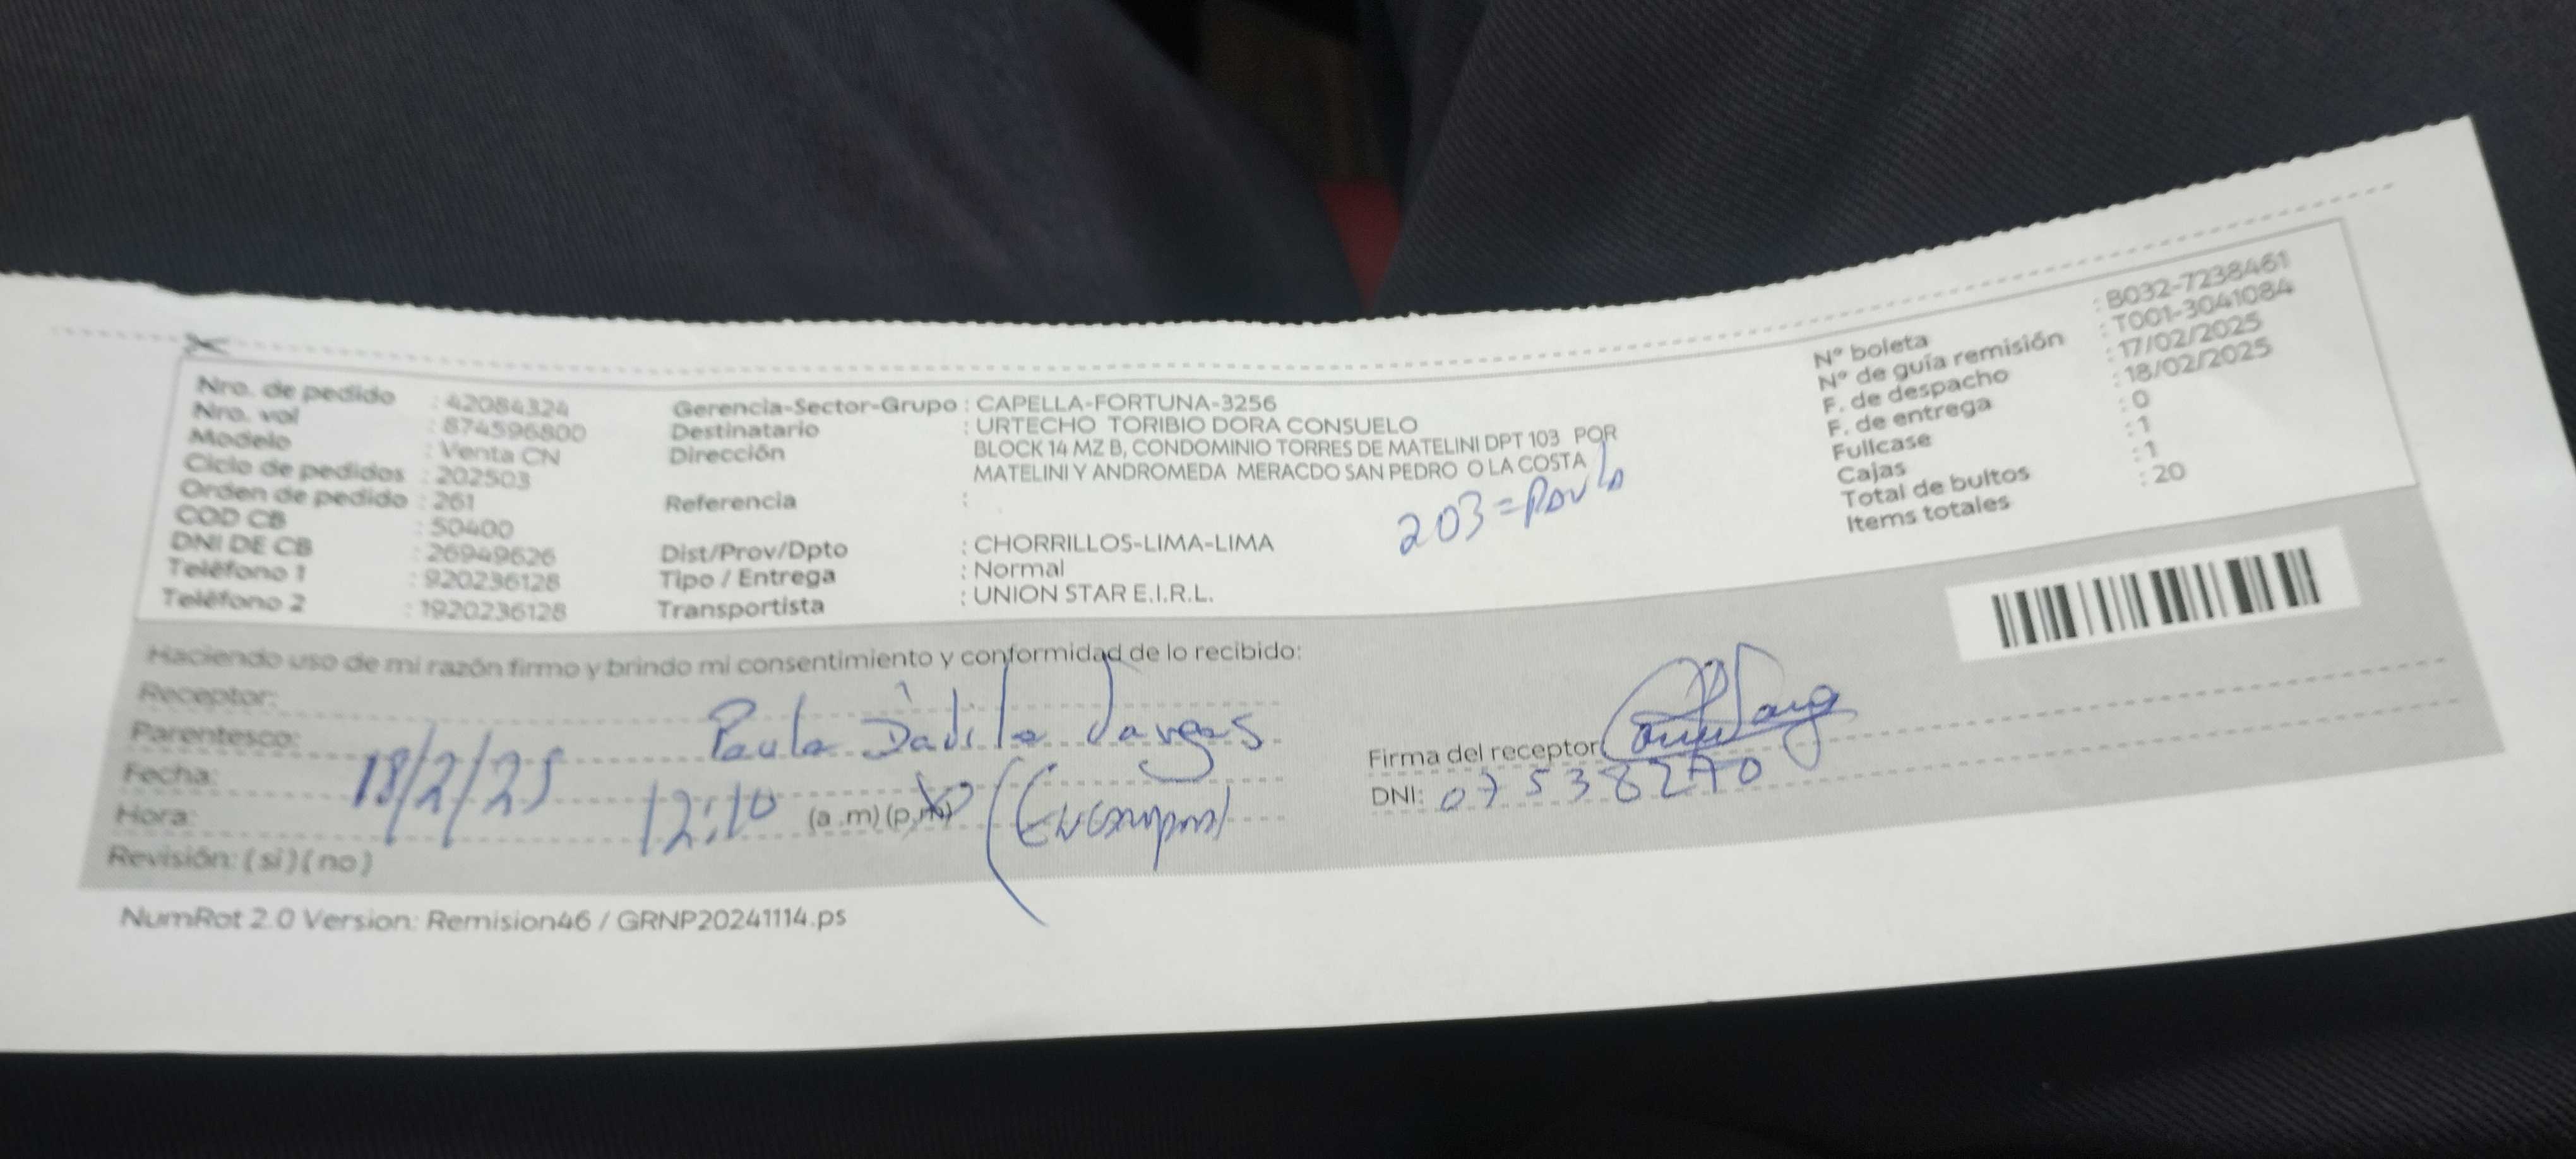 Nro. de pedido : 42084324
Nro. vol : 874596800
Modelo : Venta CN
Ciclo de pedidos : 202503
Orden de pedido : 261
COD CB : 50400
DNI DE CB : 26949626
Teléfono 1 : 920236128
Teléfono 2 : 1920236128
Gerencia-Sector-Grupo : CAPELLA-FORTUNA-3256
Destinatario : URTECHO TORIBIO DORA CONSUELO
Dirección BLOCK 14 MZ B, CONDOMINIO TORRES DE MATELINI DPT 103 POR
MATELINI Y ANDROMEDA MERACDO SAN PEDRO O LA COSTA
Referencia :
203 = Paula
Dist/Prov/Dpto : CHORRILLOS-LIMA-LIMA
Tipo / Entrega : Normal
Transportista : UNION STAR E.I.R.L.
N° boleta : B032-7238461
N° de guía remisión : T001-3041084
F. de despacho : 17/02/2025
F. de entrega : 18/02/2025
Fullcase : 0
Cajas : 1
Total de bultos : 1
Items totales : 20
Haciendo uso de mi razón firmo y brindo mi consentimiento y conformidad de lo recibido:
Receptor:
Parentesco: Paula Dávila Vargas
Fecha: 18/2/25
Hora: 12:10 (a .m) (p.m)
Revisión: ( si ) ( no )
Firma del receptor
DNI: 07538270
NumRot 2.0 Version: Remision46 / GRNP20241114.ps